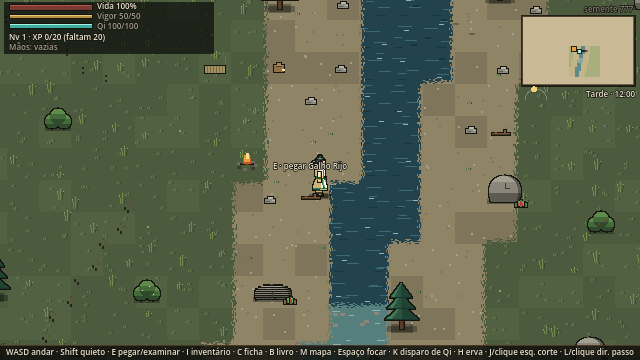 Vida 100%
Vigor 50/50
Qi 100/100
Nv 1 · XP 0/20 (faltam 20)
Mãos: vazias
semente 777
Tarde · 12:00
E · pegar Galho Rijo
WASD andar · Shift quieto · E pegar/examinar · I inventário · C ficha · B livro · M mapa · Espaço focar · K disparo de Qi · H erva · J/clique esq. corte · L/clique dir. passo